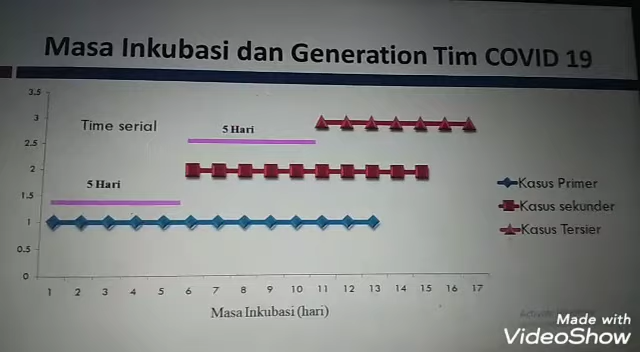 Masa Inkubasi dan Generation Tim COVID 19
3.5
3
2.5
2
1.5
1
0.5
0
Time serial
5 Hari
5 Hari
Kasus Primer
Kasus sekunder
Kasus Tersier
1 2 3 4 5 6 7 8 9 10 11 12 13 14 15 16 17
Masa Inkubasi (hari)
Made with
VideoShow